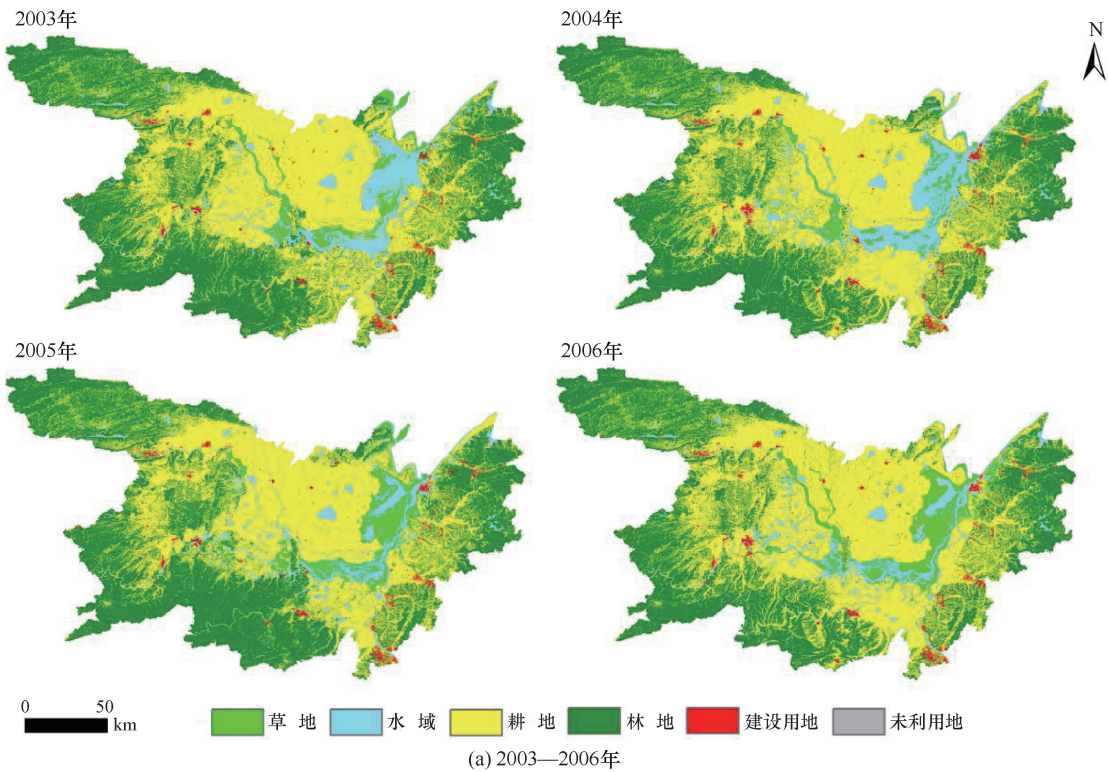 2003年
2004年
N
2005年
2006年
0 50
km
草 地
水 域
耕 地
林 地
建设用地
未利用地
(a) 2003—2006年